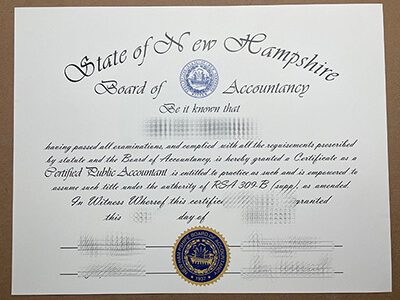 State of New Hampshire
Board of Accountancy
Be it known that
having passed all examinations, and complied with all the requisements prescribed
by statute and the Board of Accountancy, is hereby granted a Certificate as a
Certified Public Accountant is entitled to practice as such and is empowered to
assume such title under the authority of RSA 309-B (supp), as amended.
In Witness Whereof this certific granted
this day of
1937